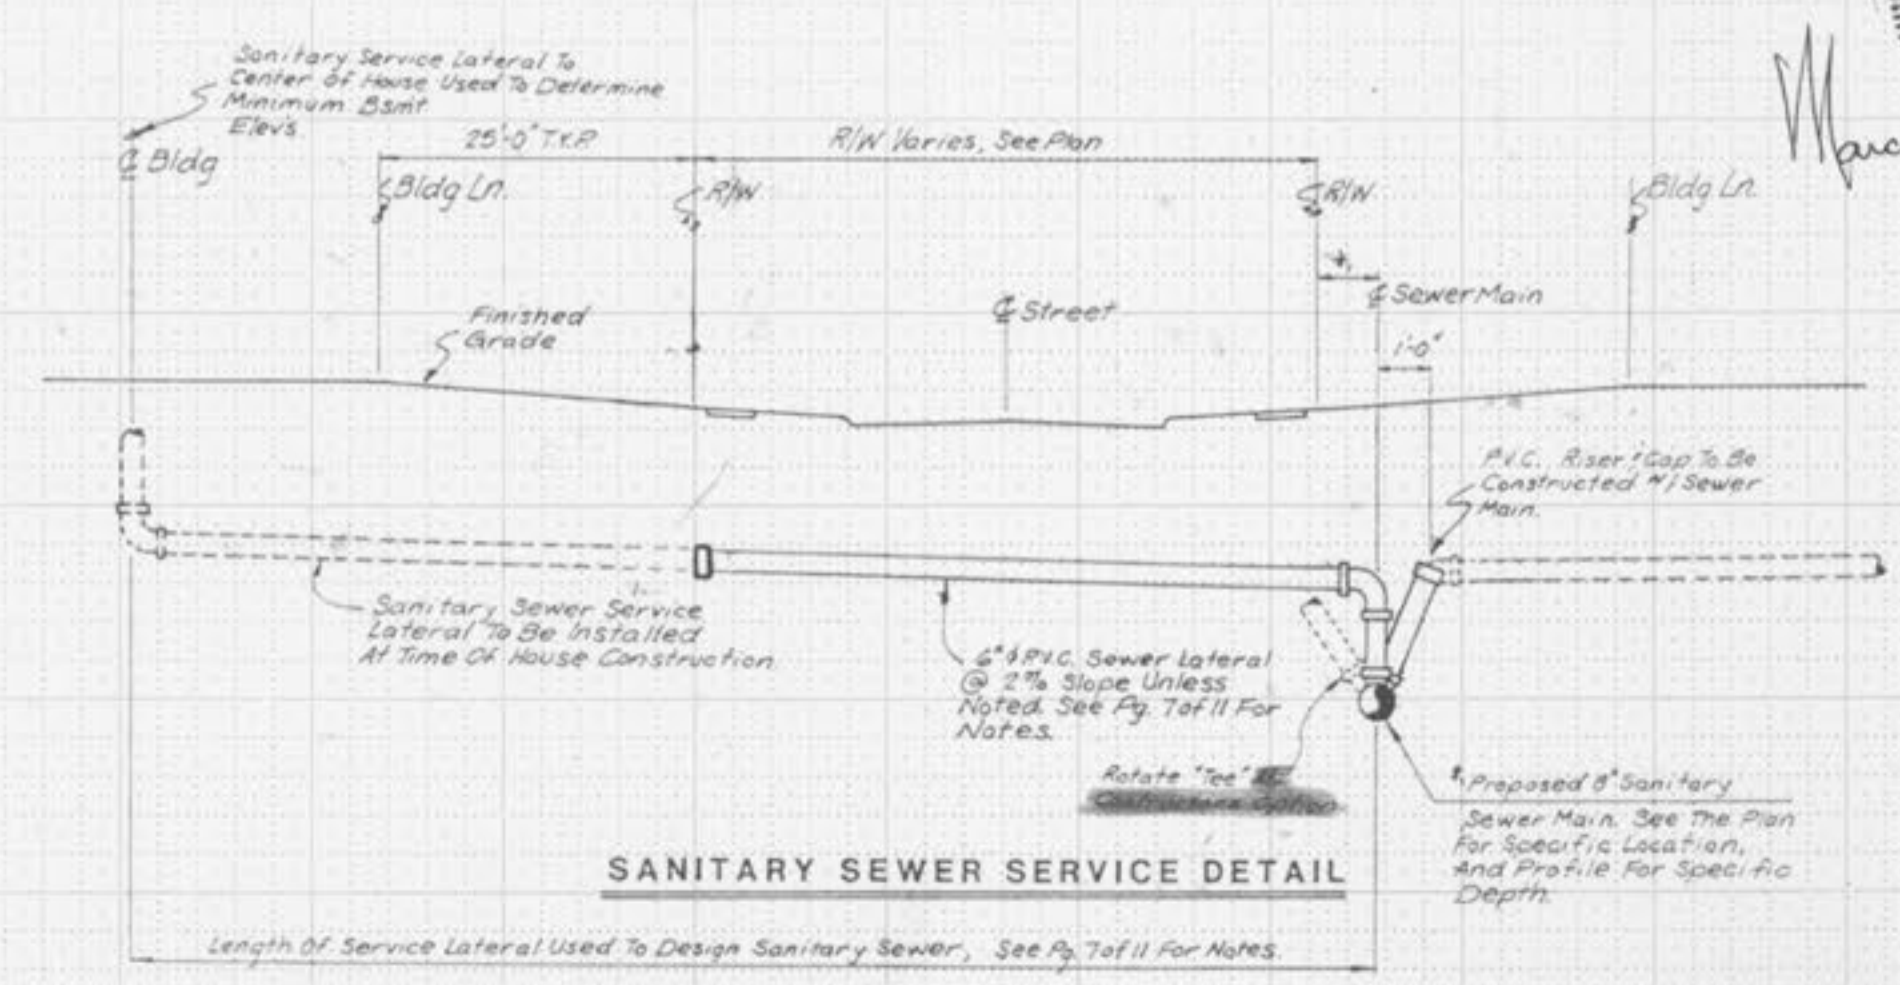 Sanitary Service Lateral To
Center Of House Used To Determine
Minimum Bsmt
Elev's
℄ Bldg
25'-0" TYP.
R/W Varies, See Plan
Bldg Ln.
R/W
R/W
Bldg Ln.
℄ Sewer Main
℄ Street
1'-0"
Finished
Grade
P.V.C. Riser & Cap To Be
Constructed W/ Sewer
Main.
Sanitary Sewer Service
Lateral To Be Installed
At Time Of House Construction
6"ϕ P.V.C. Sewer Lateral
@ 2% Slope Unless
Noted. See Pg. 7 of 11 For
Notes.
Rotate "Tee"
Contractors Option
Proposed 8" Sanitary
Sewer Main. See The Plan
For Specific Location,
And Profile For Specific
Depth.
SANITARY SEWER SERVICE DETAIL
Length Of Service Lateral Used To Design Sanitary Sewer, See Pg. 7 of 11 For Notes.
Marc